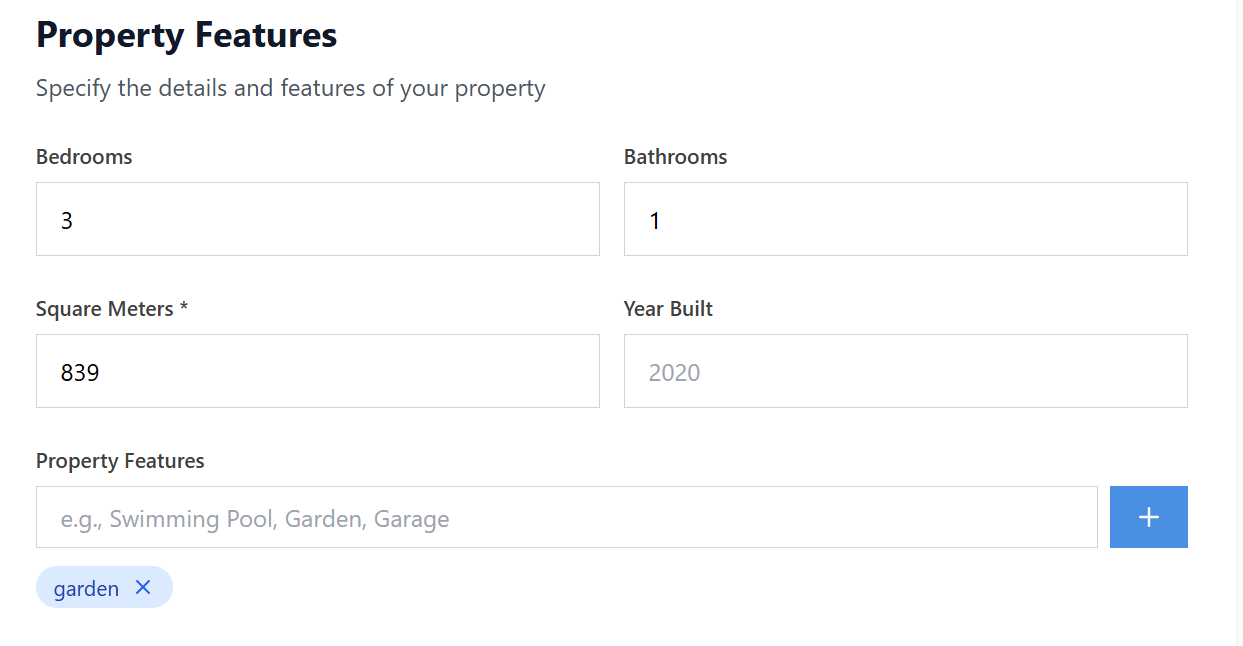 Property Features
Specify the details and features of your property
Bedrooms
Bathrooms
3
1
Square Meters *
Year Built
839
2020
Property Features
e.g., Swimming Pool, Garden, Garage
garden